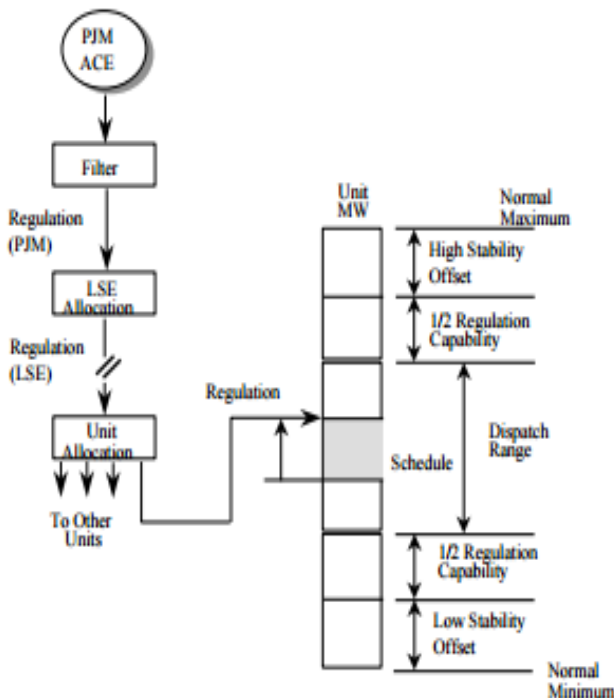 PJM
ACE
Filter
Regulation
(PJM)
LSE
Allocation
Regulation
(LSE)
Unit
Allocation
To Other
Units
Regulation
Unit
MW
Schedule
Normal
Maximum
High Stability
Offset
1/2 Regulation
Capability
Dispatch
Range
1/2 Regulation
Capability
Low Stability
Offset
Normal
Minimum